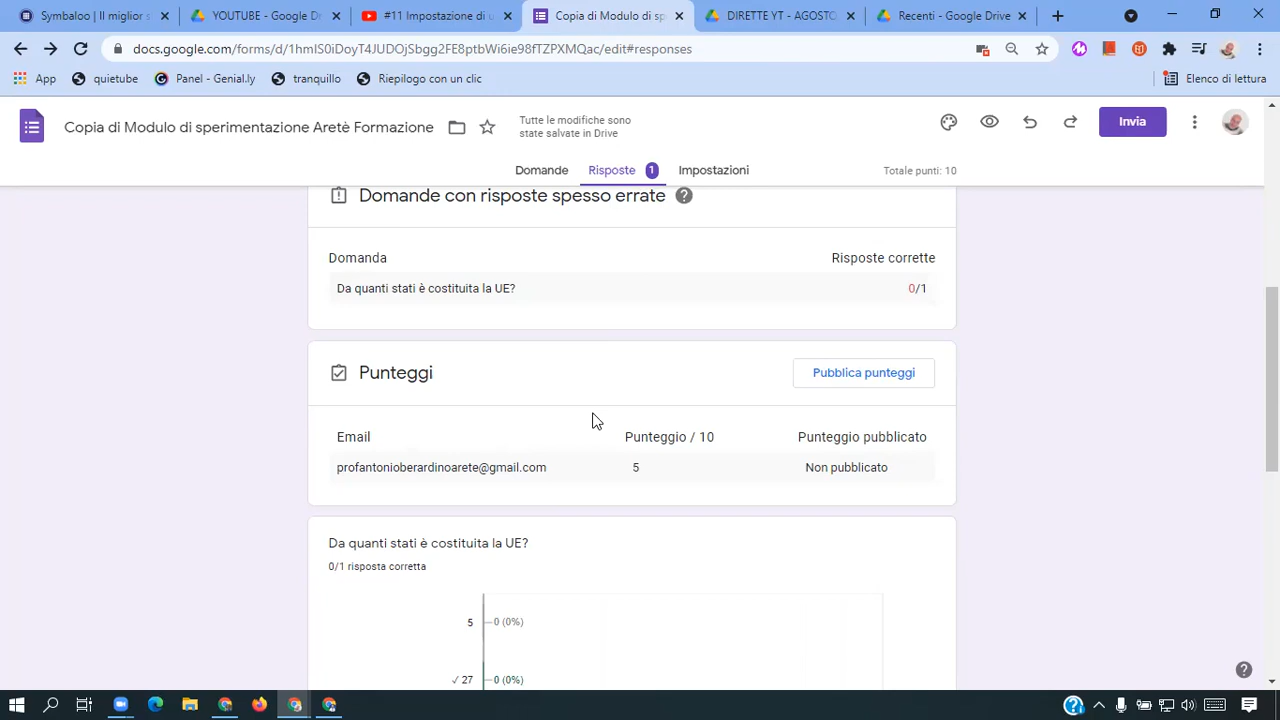 Symbaloo | Il miglior s
YOUTUBE - Google Dr
#11 Impostazione di u
Copia di Modulo di spe
DIRETTE YT - AGOSTO
Recenti - Google Drive
docs.google.com/forms/d/1hmIS0iDoyT4JUDOjSbgg2FE8ptbWi6ie98fTZPXMQac/edit#responses
App
quietube
Panel - Genial.ly
tranquillo
Riepilogo con un clic
Elenco di lettura
Copia di Modulo di sperimentazione Aretè Formazione
Tutte le modifiche sono
state salvate in Drive
Invia
Domande
Risposte 1
Impostazioni
Totale punti: 10
Domande con risposte spesso errate
Domanda
Risposte corrette
Da quanti stati è costituita la UE?
0/1
Punteggi
Pubblica punteggi
Email
Punteggio / 10
Punteggio pubblicato
profantonioberardinoarete@gmail.com
5
Non pubblicato
Da quanti stati è costituita la UE?
0/1 risposta corretta
5
0 (0%)
✓ 27
0 (0%)